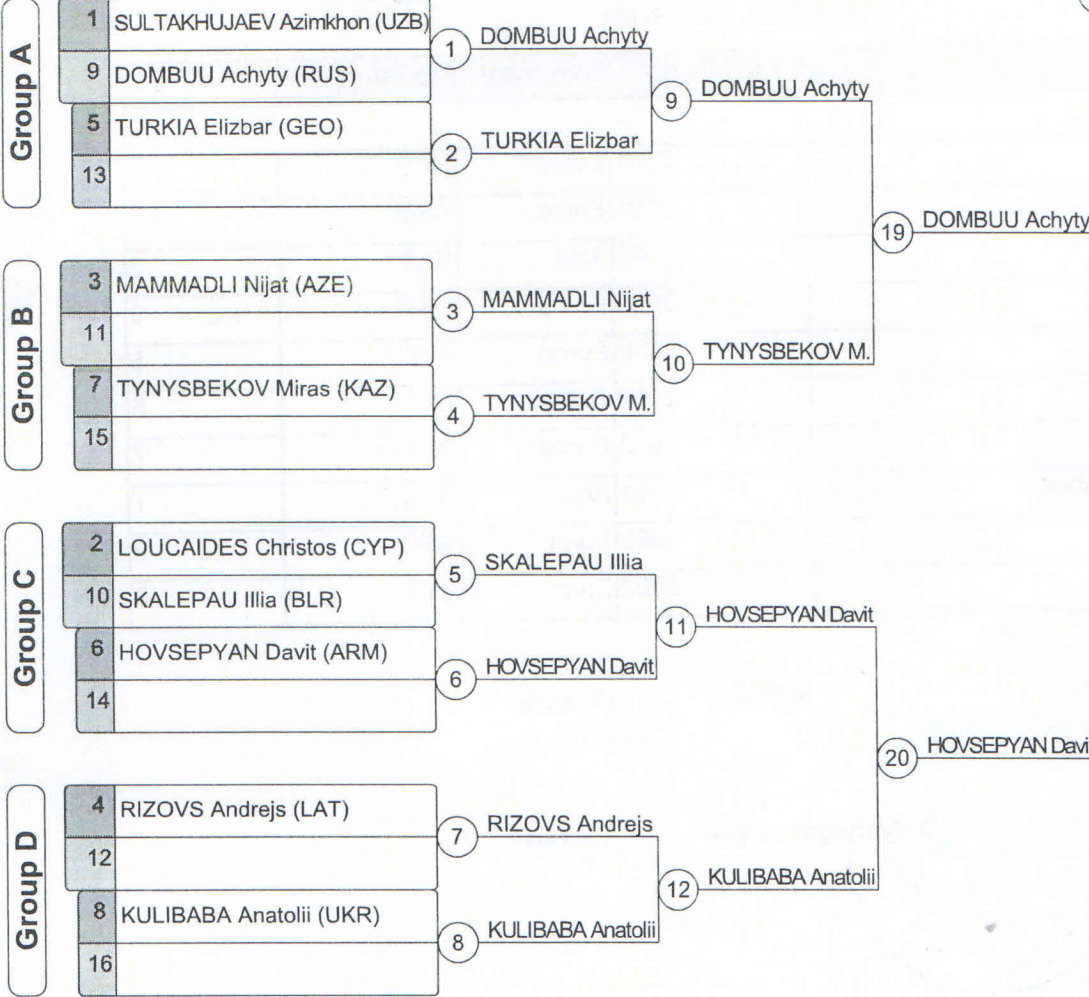 Group A
1 SULTAKHUJAEV Azimkhon (UZB)
9 DOMBUU Achyty (RUS)
5 TURKIA Elizbar (GEO)
13
1 DOMBUU Achyty
2 TURKIA Elizbar
9 DOMBUU Achyty
19 DOMBUU Achyty
Group B
3 MAMMADLI Nijat (AZE)
11
7 TYNYSBEKOV Miras (KAZ)
15
3 MAMMADLI Nijat
4 TYNYSBEKOV M.
10 TYNYSBEKOV M.
Group C
2 LOUCAIDES Christos (CYP)
10 SKALEPAU Illia (BLR)
6 HOVSEPYAN Davit (ARM)
14
5 SKALEPAU Illia
6 HOVSEPYAN Davit
11 HOVSEPYAN Davit
20 HOVSEPYAN Davi
Group D
4 RIZOVS Andrejs (LAT)
12
8 KULIBABA Anatolii (UKR)
16
7 RIZOVS Andrejs
8 KULIBABA Anatolii
12 KULIBABA Anatolii